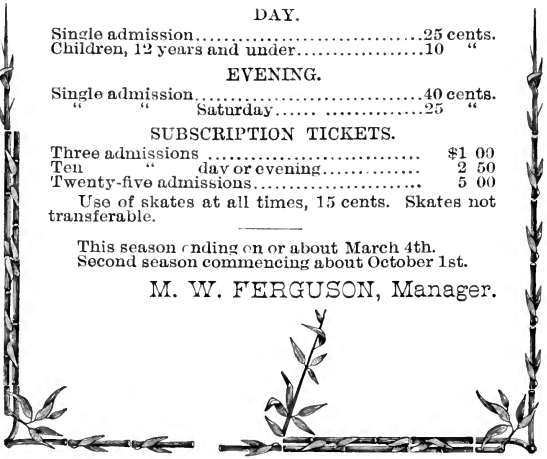 DAY.
Single admission..............................25 cents.
Children, 12 years and under.................10 “
EVENING.
Single admission..............................40 cents.
“ “ Saturday......................25 “
SUBSCRIPTION TICKETS.
Three admissions ............................ $1 00
Ten “ day or evening............. 2 50
Twenty-five admissions...................... 5 00
Use of skates at all times, 15 cents. Skates not
transferable.
This season ending on or about March 4th.
Second season commencing about October 1st.
M. W. FERGUSON, Manager.